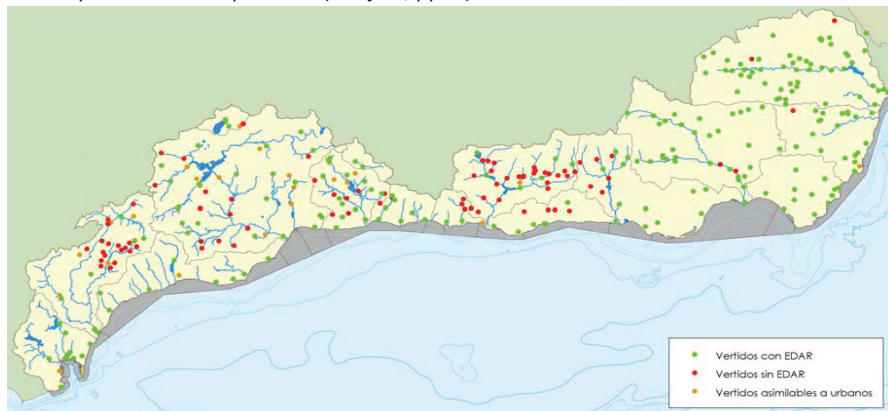 Vertidos con EDAR
Vertidos sin EDAR
Vertidos asimilables a urbanos